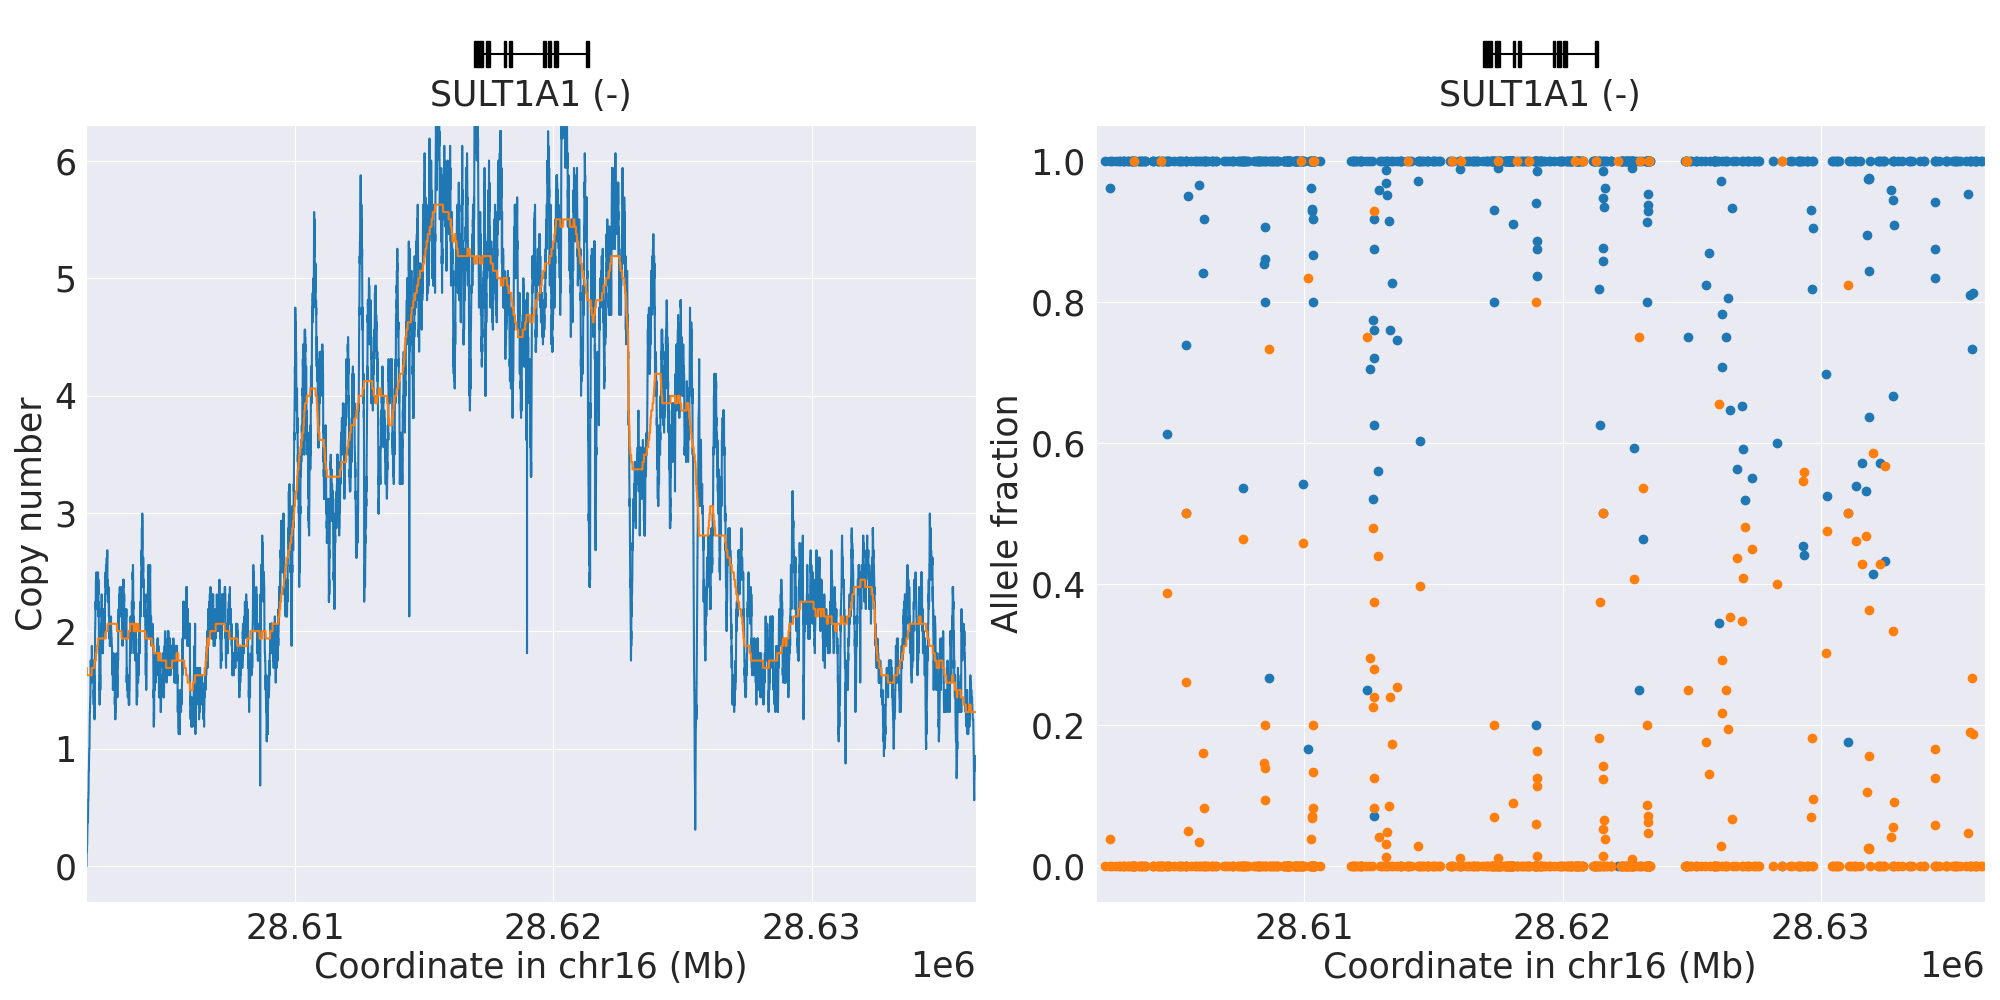 SULT1A1 (-)
6
5
4
3
2
1
0
Copy number
28.61
28.62
28.63
Coordinate in chr16 (Mb)
1e6
SULT1A1 (-)
1.0
0.8
0.6
0.4
0.2
0.0
Allele fraction
28.61
28.62
28.63
Coordinate in chr16 (Mb)
1e6